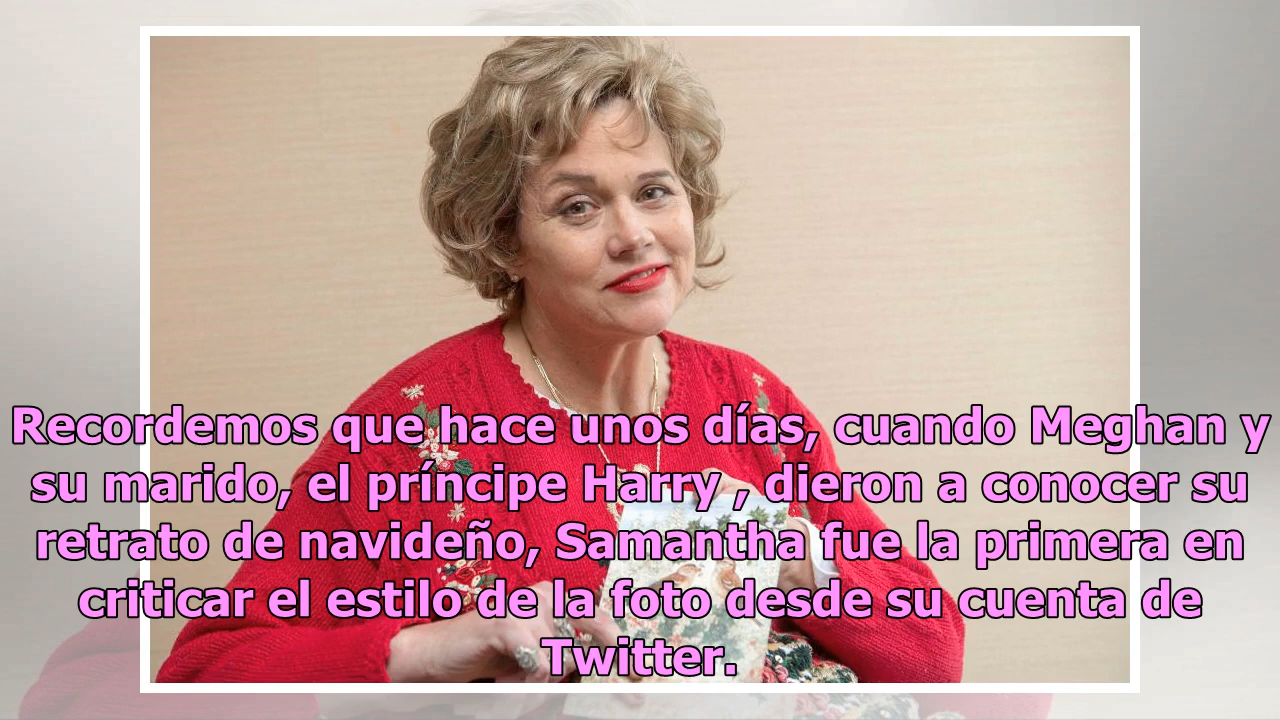 Recordemos que hace unos días, cuando Meghan y
su marido, el príncipe Harry , dieron a conocer su
retrato de navideño, Samantha fue la primera en
criticar el estilo de la foto desde su cuenta de
Twitter.